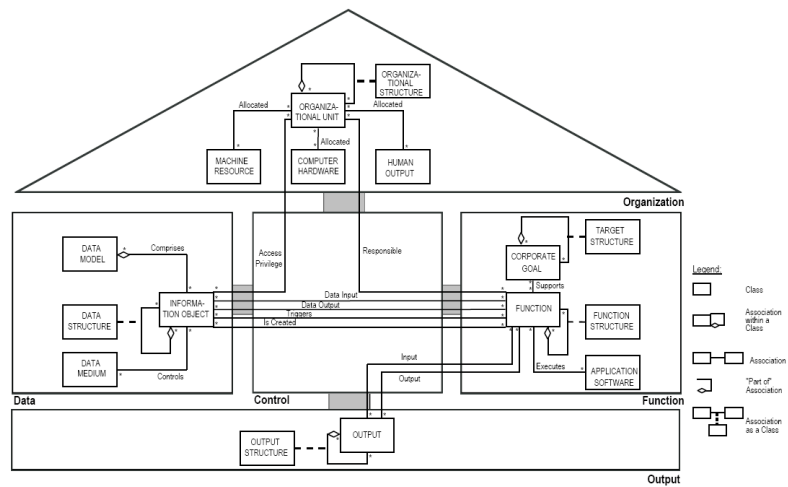 ORGANIZA-
TIONAL
STRUCTURE
*
*
Allocated
*
*
Allocated
ORGANIZA-
TIONAL UNIT
*
*
*
*
*
Allocated
*
*
*
MACHINE
RESOURCE
COMPUTER
HARDWARE
HUMAN
OUTPUT
Organization
DATA
MODEL
*
Comprises
Access
Privilege
Responsible
CORPORATE
GOAL
*
*
TARGET
STRUCTURE
*
Supports
*
DATA
STRUCTURE
INFORMA-
TION OBJECT
*
*
*
Data Input
Data Output
Triggers
Is Created
FUNCTION
*
*
FUNCTION
STRUCTURE
DATA
MEDIUM
*
Controls
Input
Output
Executes
*
APPLICATION
SOFTWARE
Data
Control
Function
*
*
OUTPUT
STRUCTURE
*
OUTPUT
*
Output
Legend:
Class
Association
within a
Class
Association
"Part of"
Association
Association
as a Class